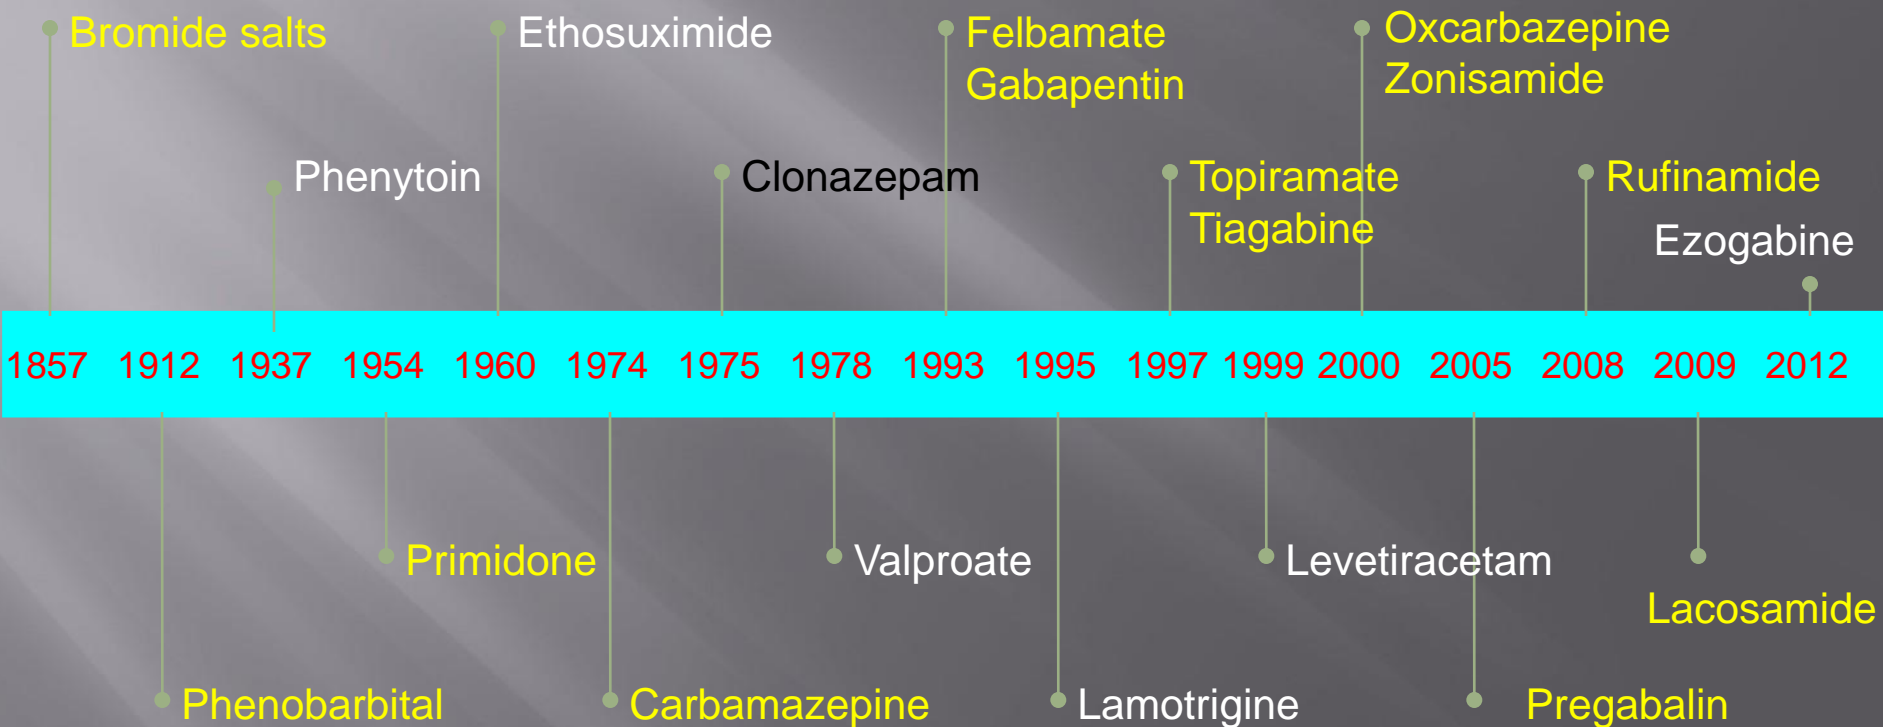 Bromide salts
Ethosuximide
Felbamate
Gabapentin
Oxcarbazepine
Zonisamide
Phenytoin
Clonazepam
Topiramate
Tiagabine
Rufinamide
Ezogabine
1857 1912 1937 1954 1960 1974 1975 1978 1993 1995 1997 1999 2000 2005 2008 2009 2012
Primidone
Valproate
Levetiracetam
Lacosamide
Phenobarbital
Carbamazepine
Lamotrigine
Pregabalin